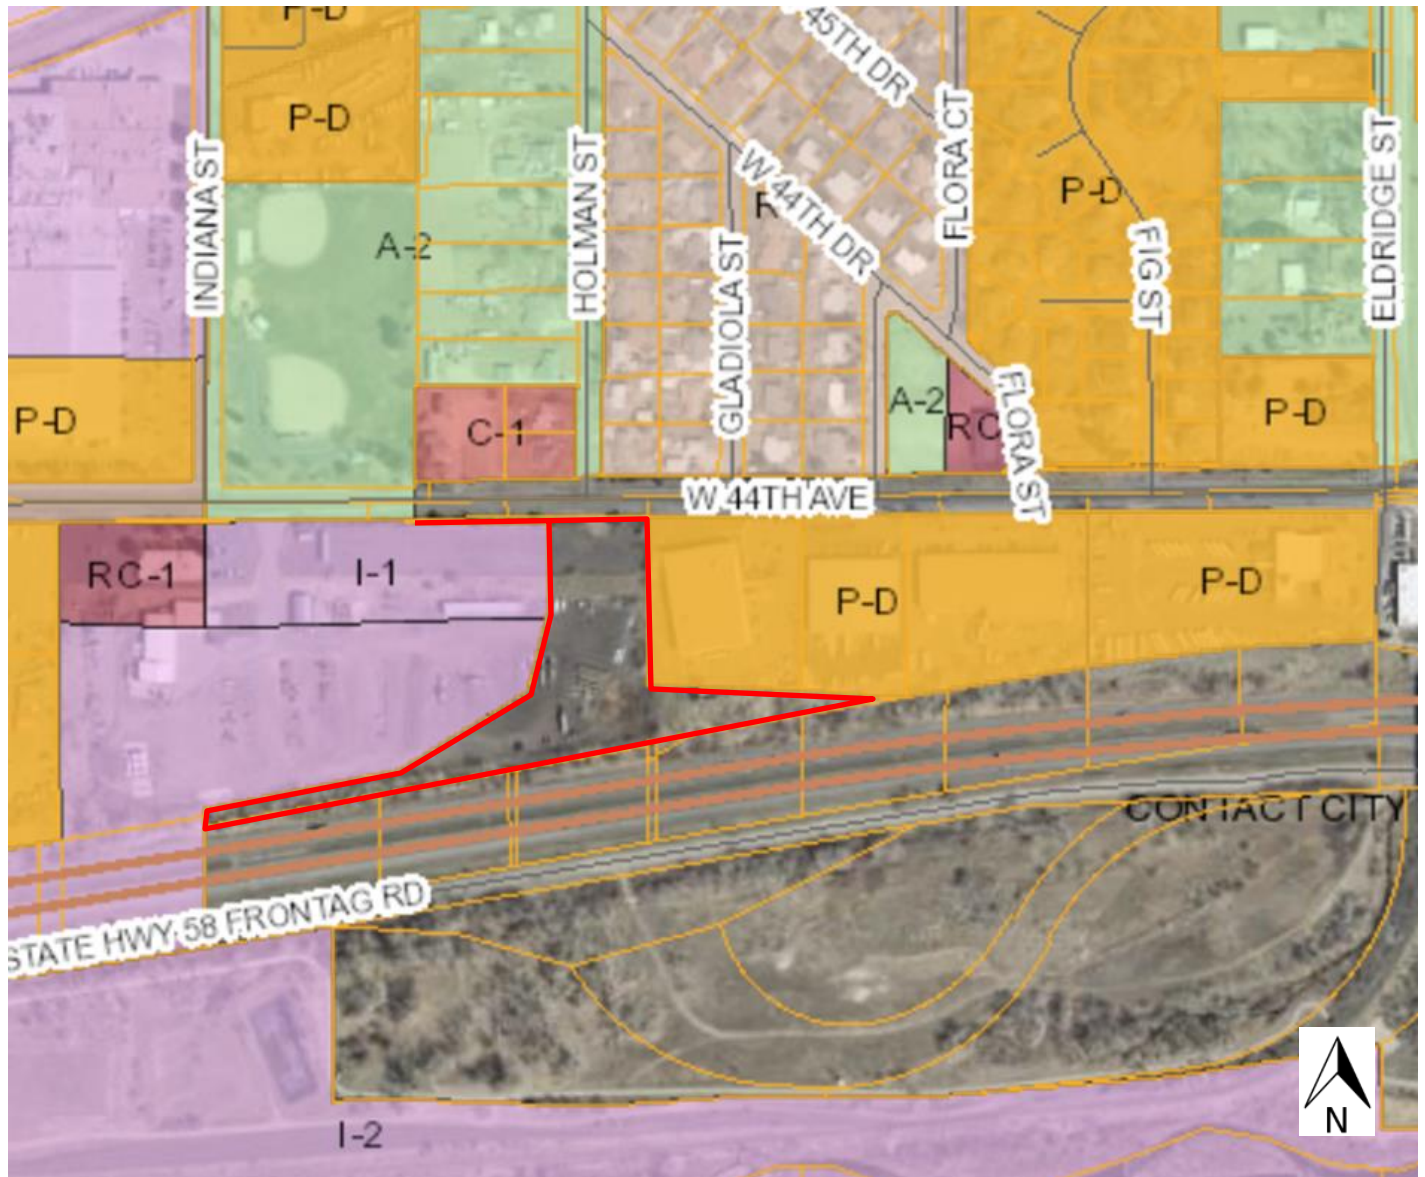 P-D
45TH DR
P-D
INDIANA ST
HOLMAN ST
FLORA CT
ELDRIDGE ST
W 44TH DR
P-D
A-2
GLADIOLA ST
FIG ST
P-D
A-2
C-1
RC
FLORA ST
P-D
W 44TH AVE
RC-1
I-1
P-D
P-D
CONTACT CITY
STATE HWY 58 FRONTAG RD
I-2
N